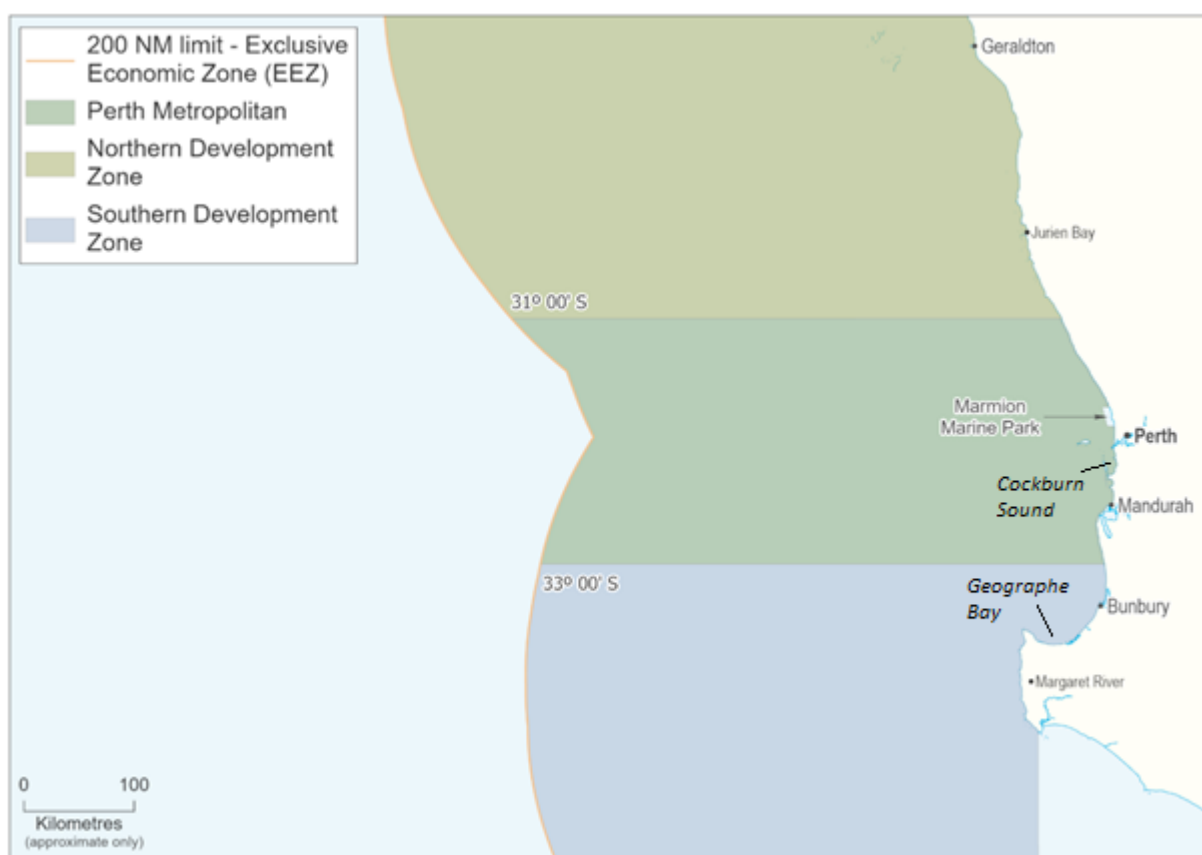 200 NM limit - Exclusive
Economic Zone (EEZ)
Perth Metropolitan
Northern Development
Zone
Southern Development
Zone
Geraldton
Jurien Bay
31º 00' S
Marmion
Marine Park
Perth
Cockburn
Sound
Mandurah
33º 00' S
Geographe
Bay
Bunbury
Margaret River
0 100
Kilometres
(approximate only)